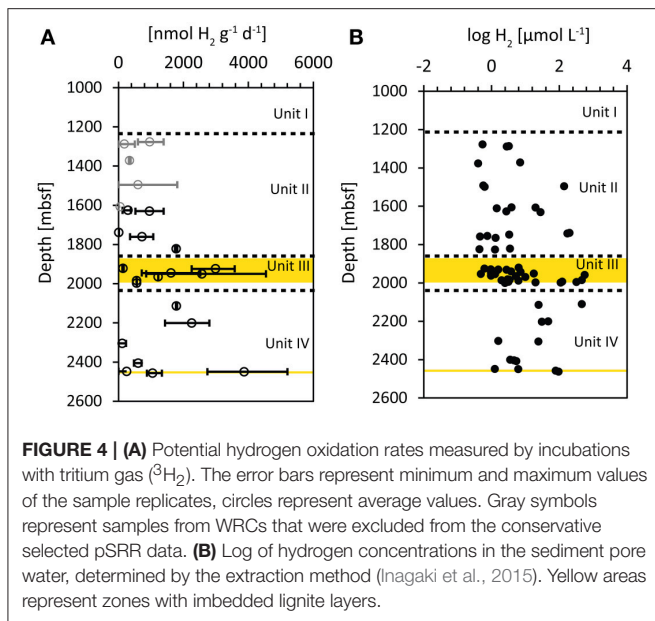 A
[nmol H₂ g⁻¹ d⁻¹]
0 2000 4000 6000
1000
1200
1400
1600
1800
2000
2200
2400
2600
Depth [mbsf]
Unit I
Unit II
Unit III
Unit IV
B
log H₂ [µmol L⁻¹]
-2 0 2 4
1000
1200
1400
1600
1800
2000
2200
2400
2600
Depth [mbsf]
Unit I
Unit II
Unit III
Unit IV
FIGURE 4 | (A) Potential hydrogen oxidation rates measured by incubations
with tritium gas (³H₂). The error bars represent minimum and maximum values
of the sample replicates, circles represent average values. Gray symbols
represent samples from WRCs that were excluded from the conservative
selected pSRR data. (B) Log of hydrogen concentrations in the sediment pore
water, determined by the extraction method (Inagaki et al., 2015). Yellow areas
represent zones with imbedded lignite layers.